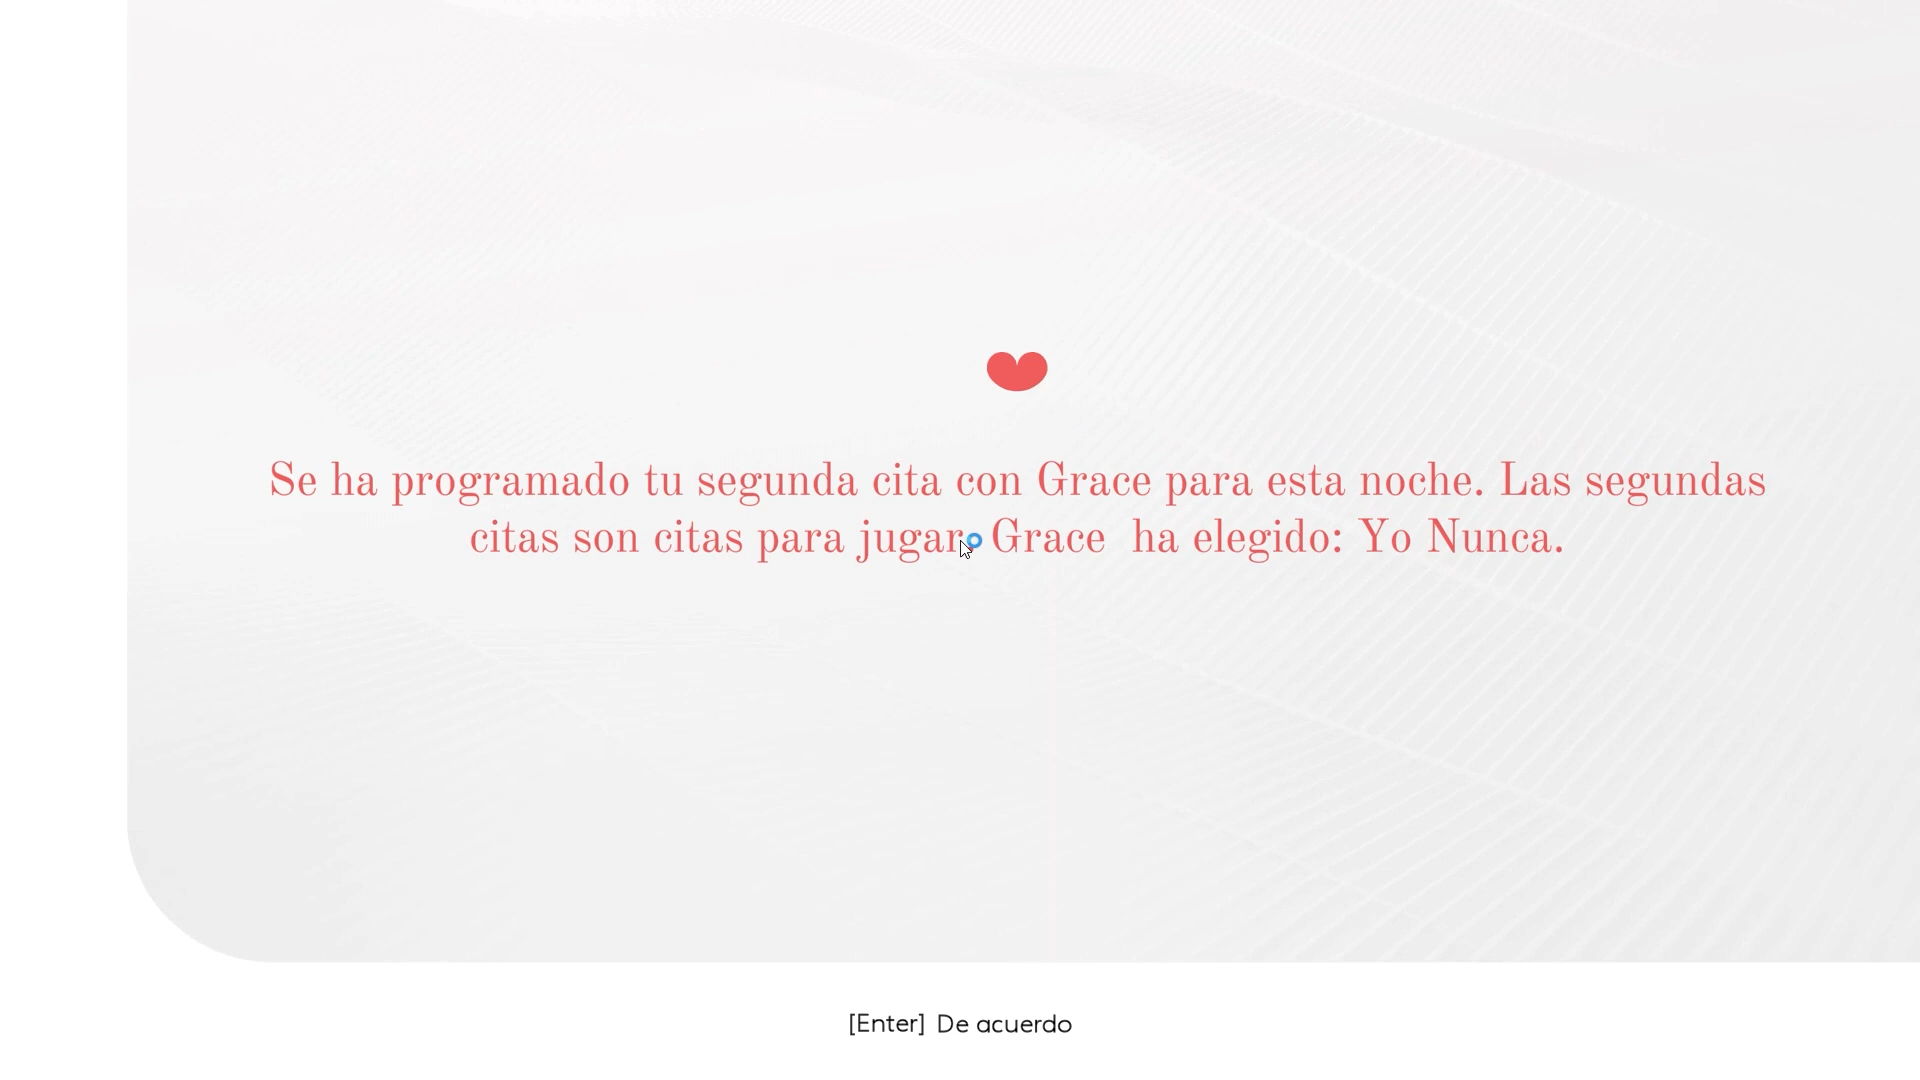 Se ha programado tu segunda cita con Grace para esta noche. Las segundas
citas son citas para jugar. Grace ha elegido: Yo Nunca.
[Enter] De acuerdo